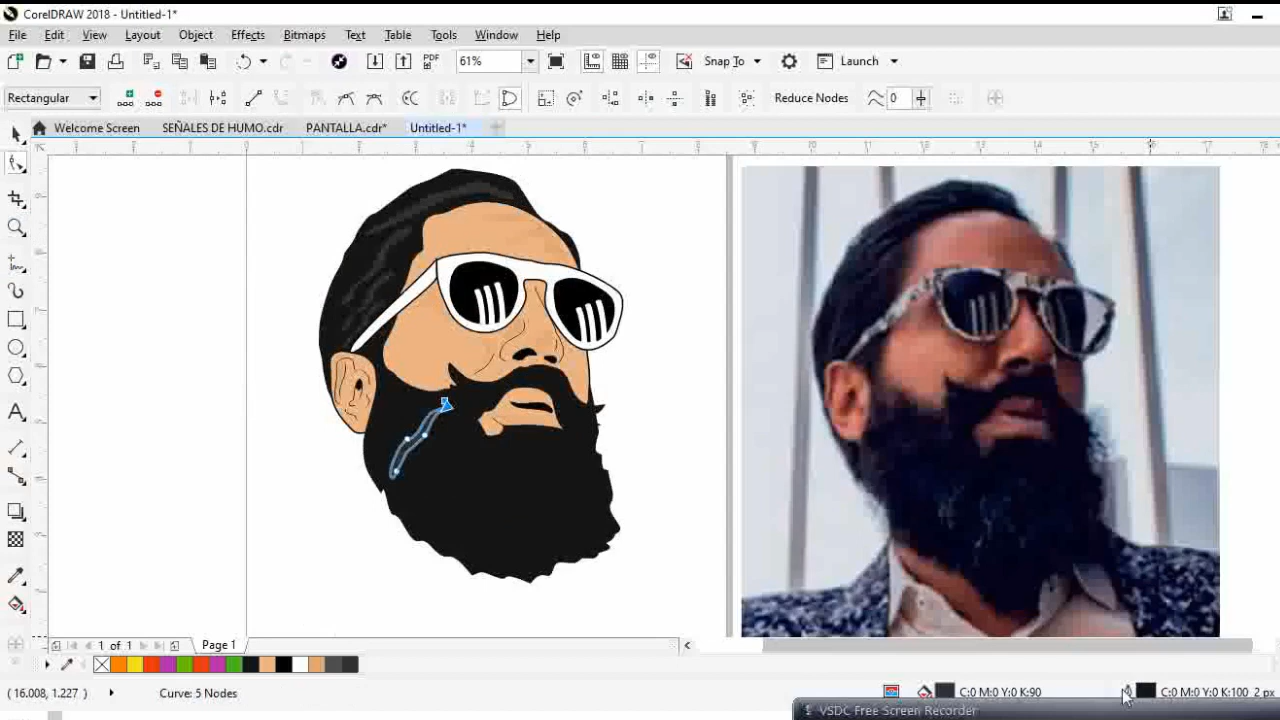 CorelDRAW 2018 - Untitled-1*
File Edit View Layout Object Effects Bitmaps Text Table Tools Window Help
PDF 61% Snap To Launch
Rectangular Reduce Nodes 0
Welcome Screen SEÑALES DE HUMO.cdr PANTALLA.cdr* Untitled-1*
1 of 1 Page 1
( 16.008, 1.227 ) Curve: 5 Nodes C:0 M:0 Y:0 K:90 C:0 M:0 Y:0 K:100 2 px
VSDC Free Screen Recorder